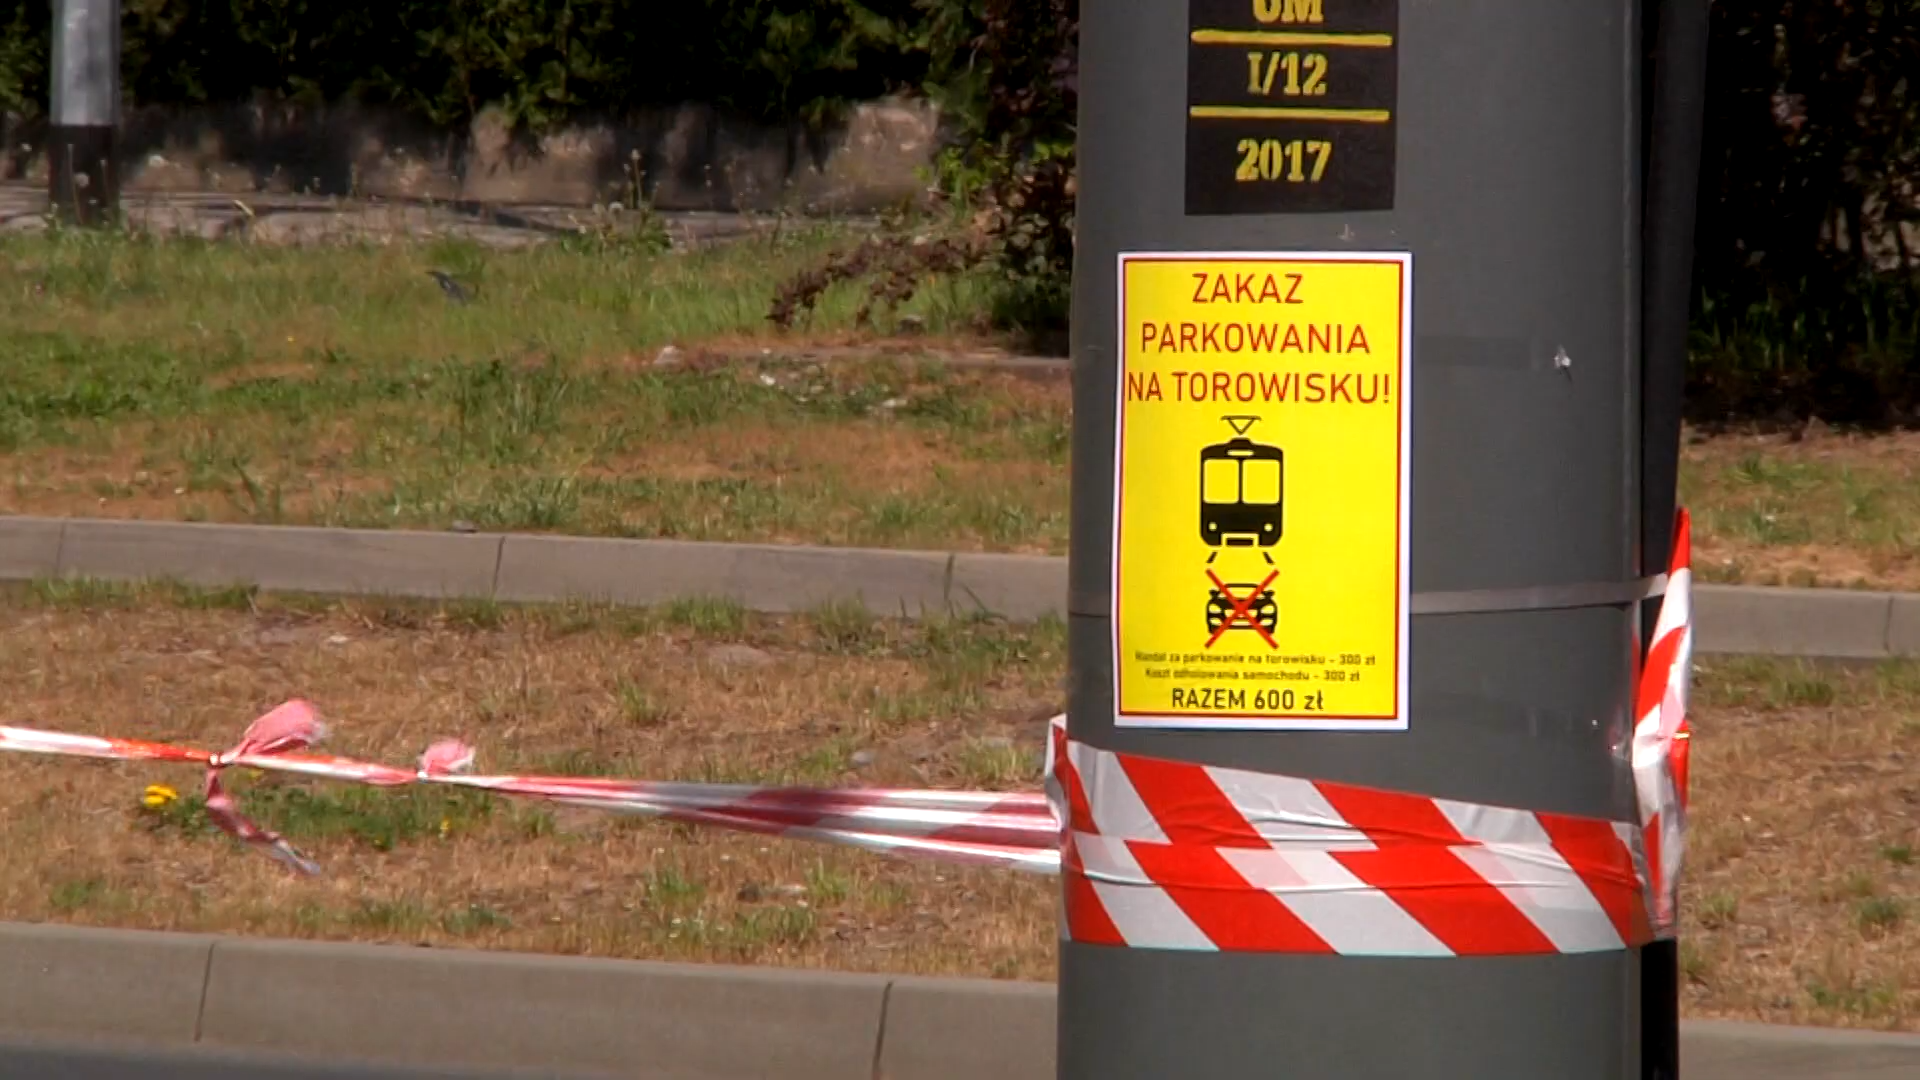 6M
I/12
2017
ZAKAZ
PARKOWANIA
NA TOROWISKU!
Mandat za parkowanie na torowisku - 300 zł
Koszt odholowania samochodu - 300 zł
RAZEM 600 zł